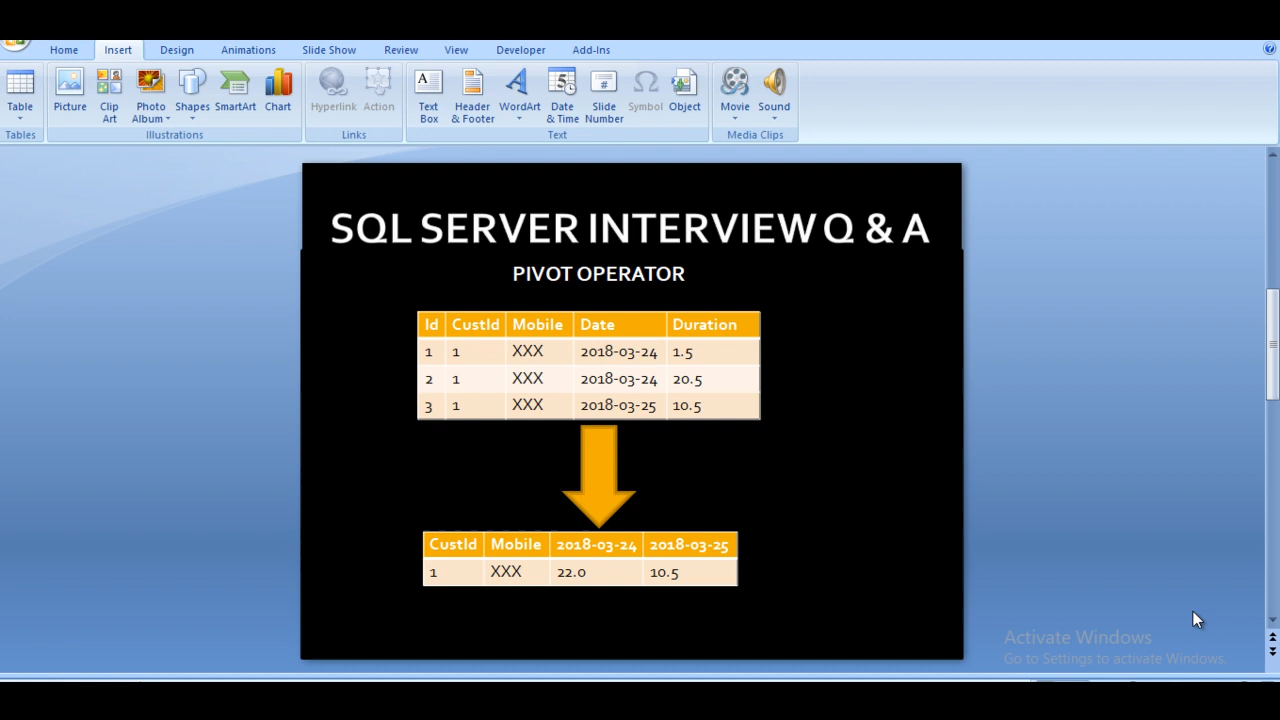 Home Insert Design Animations Slide Show Review View Developer Add-Ins
Table Picture Clip Art Photo Album Shapes SmartArt Chart Hyperlink Action Text Box Header & Footer WordArt Date & Time Slide Number Symbol Object Movie Sound
Tables Illustrations Links Text Media Clips
SQL SERVER INTERVIEW Q & A
PIVOT OPERATOR
Id CustId Mobile Date Duration
1 1 XXX 2018-03-24 1.5
2 1 XXX 2018-03-24 20.5
3 1 XXX 2018-03-25 10.5
CustId Mobile 2018-03-24 2018-03-25
1 XXX 22.0 10.5
Activate Windows
Go to Settings to activate Windows.